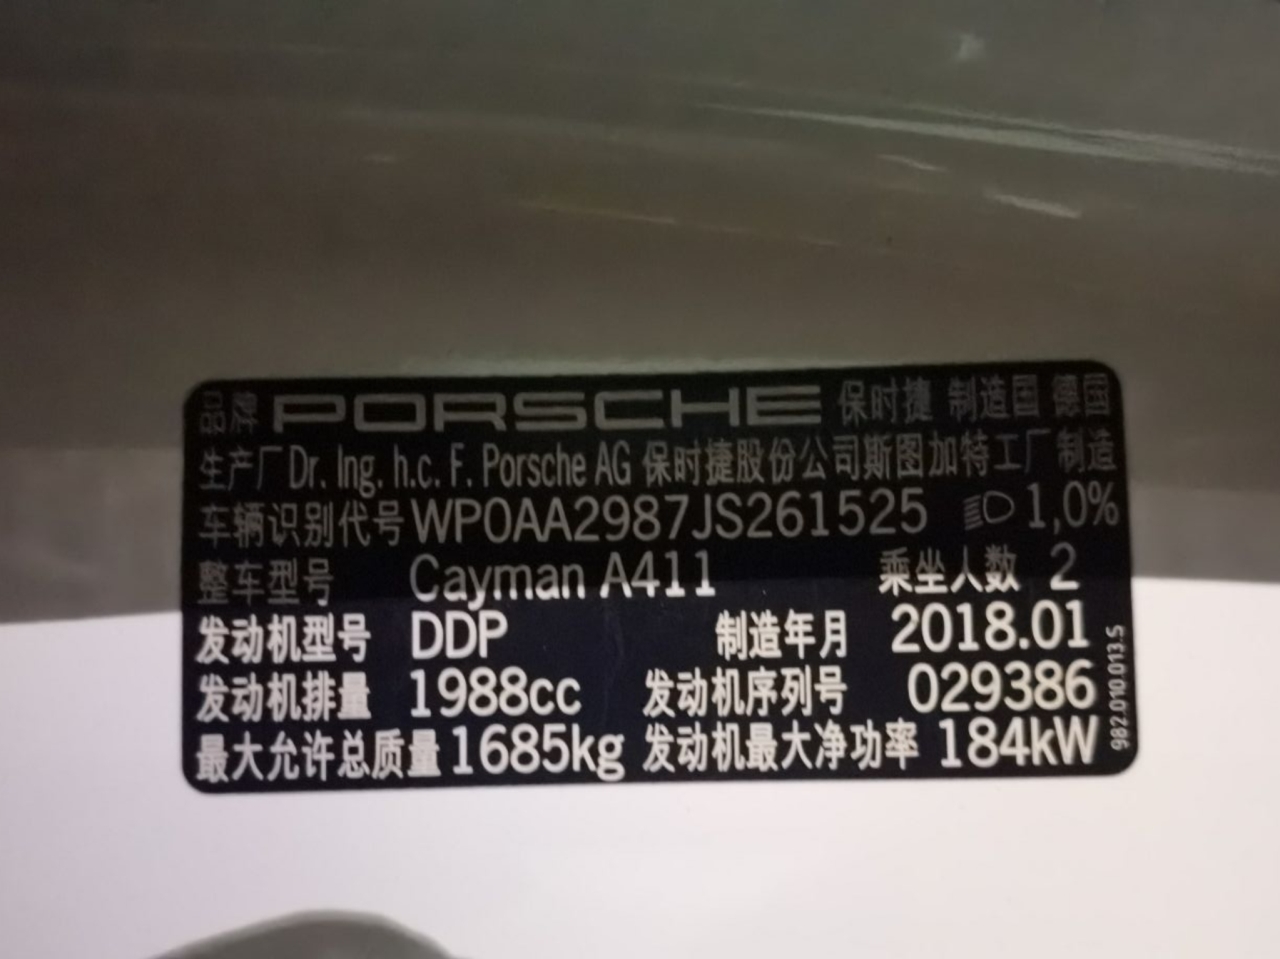 品牌 PORSCHE 保时捷 制造国 德国
生产厂 Dr. Ing. h.c. F. Porsche AG 保时捷股份公司斯图加特工厂 制造
车辆识别代号 WP0AA2987JS261525 1,0%
整车型号 Cayman A411 乘坐人数 2
发动机型号 DDP 制造年月 2018.01
发动机排量 1988cc 发动机序列号 029386
最大允许总质量 1685kg 发动机最大净功率 184kW
982.010.013.S